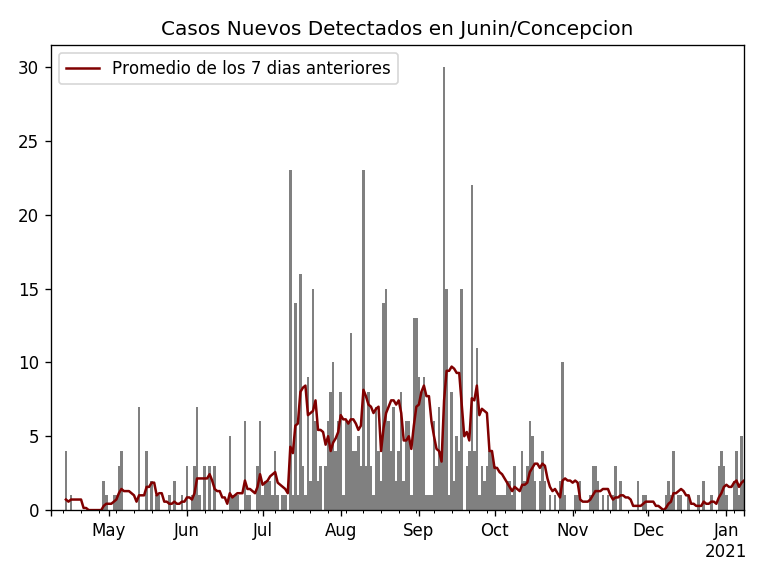 Casos Nuevos Detectados en Junin/Concepcion
Promedio de los 7 dias anteriores
30
25
20
15
10
5
0
May Jun Jul Aug Sep Oct Nov Dec Jan
2021